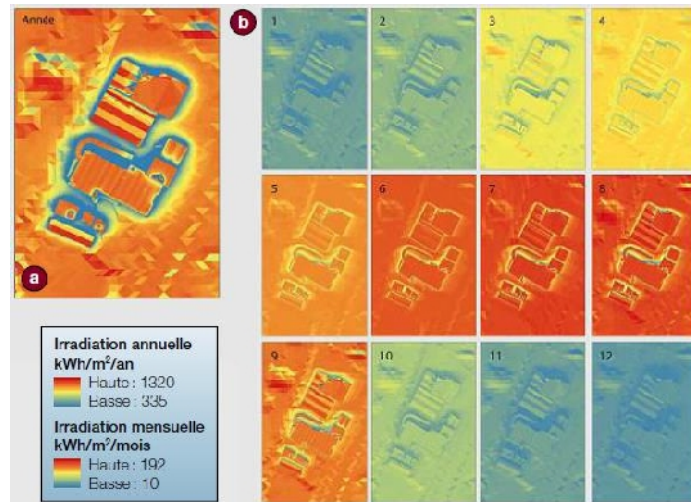 Année
b
1
2
3
4
5
6
7
8
a
9
10
11
12
Irradiation annuelle
kWh/m²/an
Haute : 1320
Basse : 335
Irradiation mensuelle
kWh/m²/mois
Haute : 192
Basse : 10